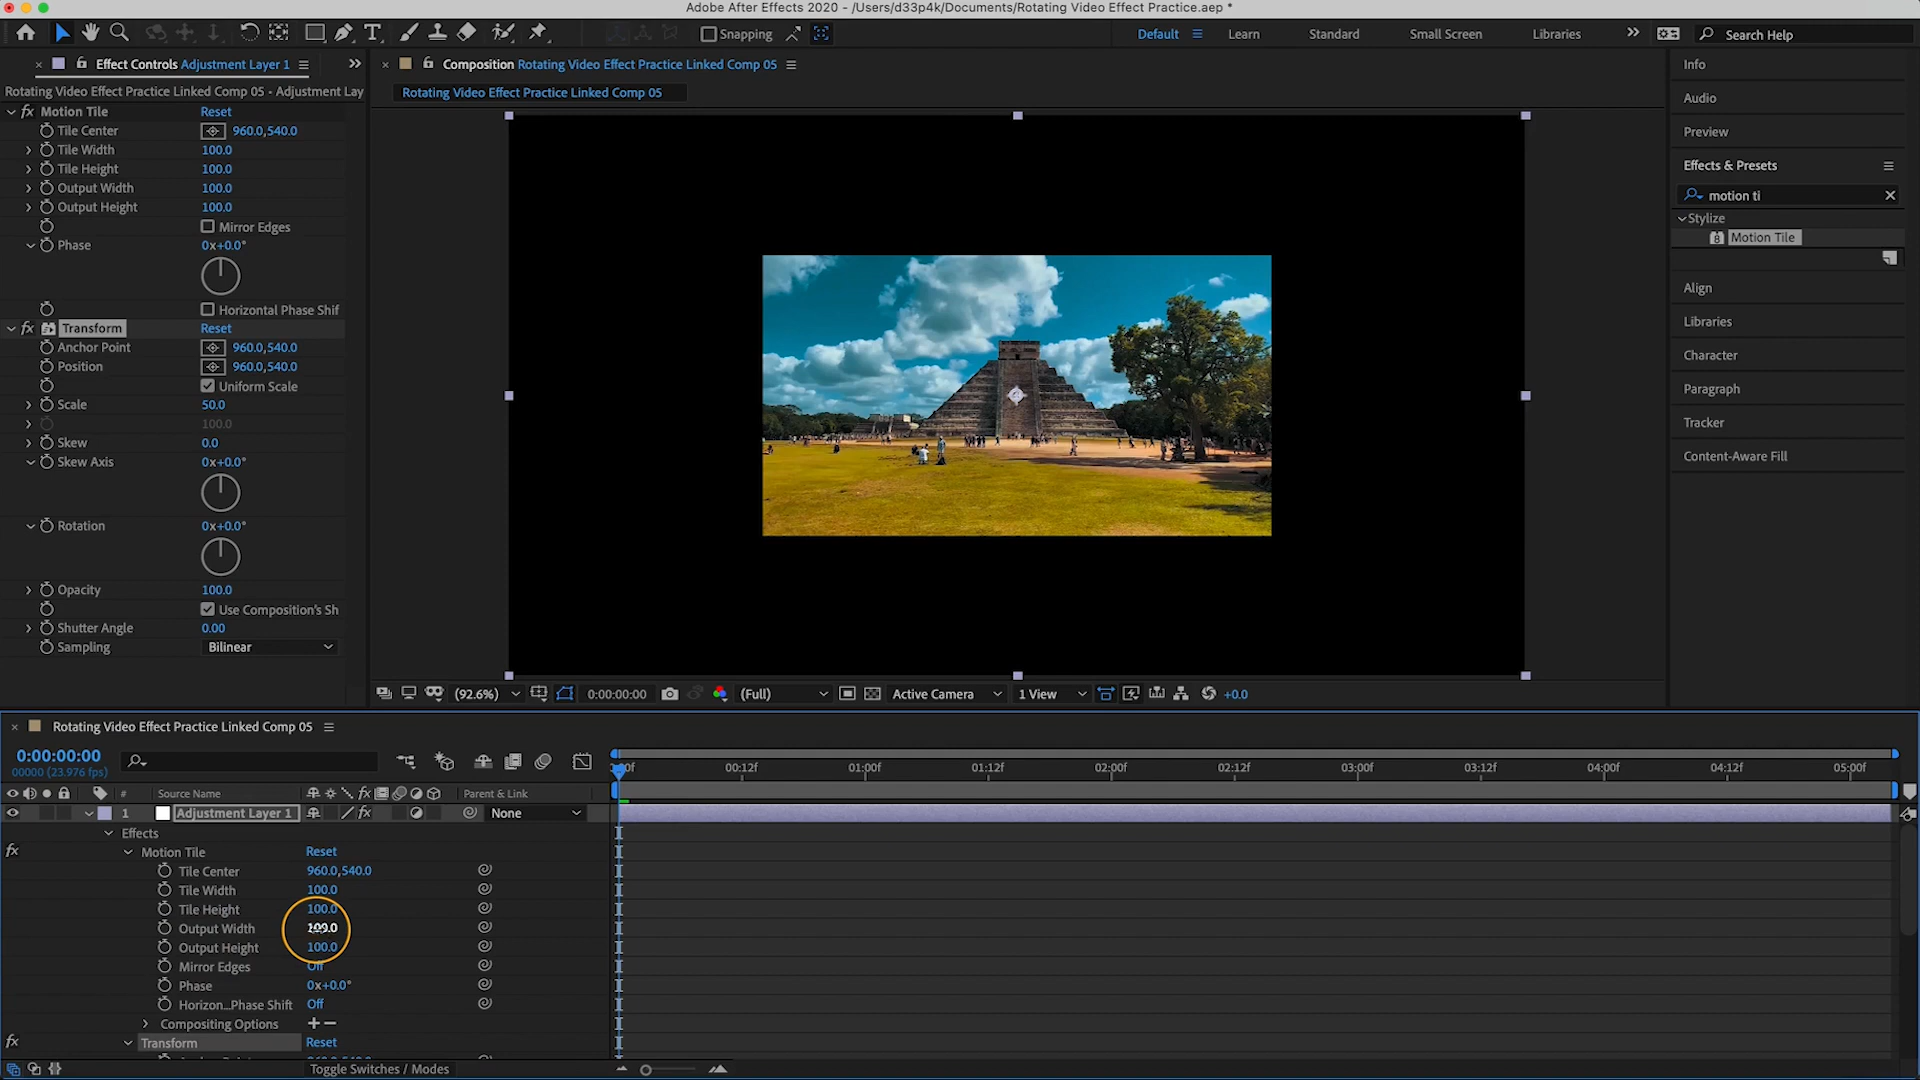 Adobe After Effects 2020 - /Users/d33p4k/Documents/Rotating Video Effect Practice.aep *
Snapping
Default
Learn
Standard
Small Screen
Libraries
Search Help
Effect Controls Adjustment Layer 1
Rotating Video Effect Practice Linked Comp 05 - Adjustment Lay
fx Motion Tile Reset
Tile Center 960.0,540.0
Tile Width 100.0
Tile Height 100.0
Output Width 100.0
Output Height 100.0
Mirror Edges
Phase 0x+0.0°
Horizontal Phase Shif
fx Transform Reset
Anchor Point 960.0,540.0
Position 960.0,540.0
Uniform Scale
Scale 50.0
100.0
Skew 0.0
Skew Axis 0x+0.0°
Rotation 0x+0.0°
Opacity 100.0
Use Composition's Sh
Shutter Angle 0.00
Sampling Bilinear
Composition Rotating Video Effect Practice Linked Comp 05
Rotating Video Effect Practice Linked Comp 05
(92.6%) 0:00:00:00 (Full) Active Camera 1 View +0.0
Info
Audio
Preview
Effects & Presets
motion ti
Stylize
8 Motion Tile
Align
Libraries
Character
Paragraph
Tracker
Content-Aware Fill
Rotating Video Effect Practice Linked Comp 05
0:00:00:00
00000 (23.976 fps)
00f 00:12f 01:00f 01:12f 02:00f 02:12f 03:00f 03:12f 04:00f 04:12f 05:00f
# Source Name fx Parent & Link
1 Adjustment Layer 1 fx None
Effects
fx Motion Tile Reset
Tile Center 960.0,540.0
Tile Width 100.0
Tile Height 100.0
Output Width 100.0
Output Height 100.0
Mirror Edges Off
Phase 0x+0.0°
Horizon...Phase Shift Off
Compositing Options + −
fx Transform Reset
Toggle Switches / Modes